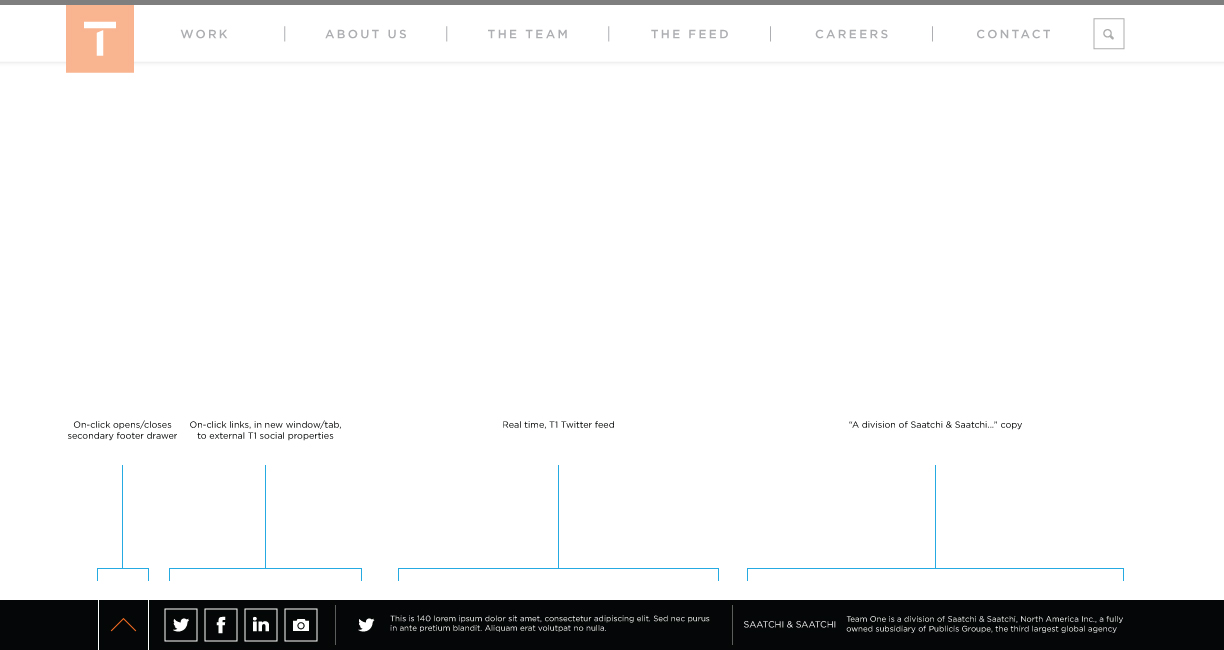 T
WORK
ABOUT US
THE TEAM
THE FEED
CAREERS
CONTACT
On-click opens/closes
secondary footer drawer
On-click links, in new window/tab,
to external T1 social properties
Real time, T1 Twitter feed
“A division of Saatchi & Saatchi...” copy
This is 140 lorem ipsum dolor sit amet, consectetur adipiscing elit. Sed nec purus
in ante pretium blandit. Aliquam erat volutpat no nulla.
SAATCHI & SAATCHI
Team One is a division of Saatchi & Saatchi, North America Inc., a fully
owned subsidiary of Publicis Groupe, the third largest global agency